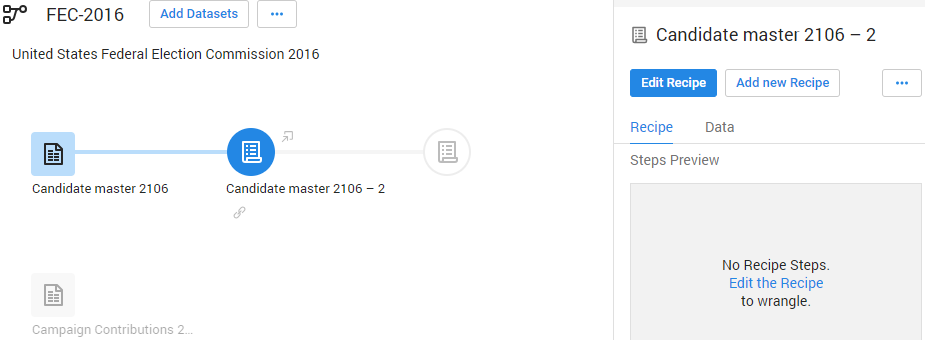 FEC-2016
Add Datasets
...
United States Federal Election Commission 2016
Candidate master 2106
Candidate master 2106 – 2
Campaign Contributions 2...
Candidate master 2106 – 2
Edit Recipe
Add new Recipe
...
Recipe
Data
Steps Preview
No Recipe Steps.
Edit the Recipe
to wrangle.